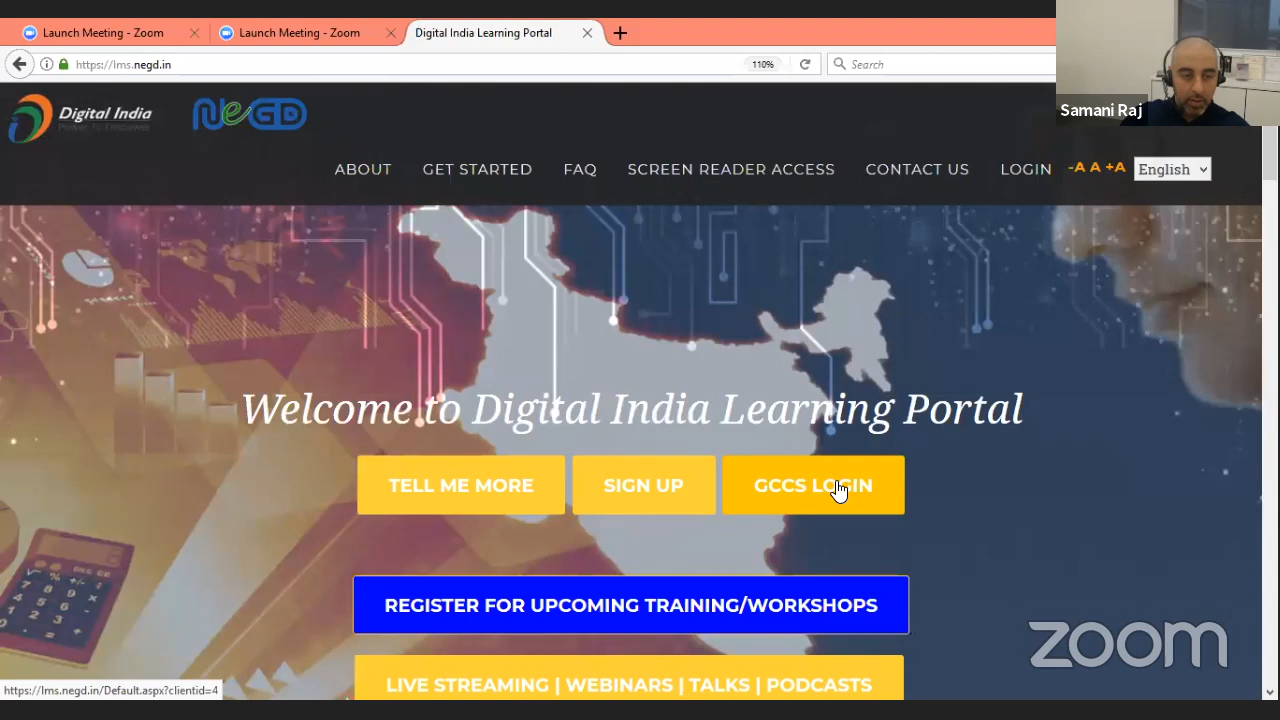 Launch Meeting - Zoom
Launch Meeting - Zoom
Digital India Learning Portal
https://lms.negd.in
110%
Search
Samani Raj
Digital India
NeGD
ABOUT
GET STARTED
FAQ
SCREEN READER ACCESS
CONTACT US
LOGIN
-A A +A
English
Welcome to Digital India Learning Portal
TELL ME MORE
SIGN UP
GCCS LOGIN
REGISTER FOR UPCOMING TRAINING/WORKSHOPS
zoom
LIVE STREAMING | WEBINARS | TALKS | PODCASTS
https://lms.negd.in/Default.aspx?clientid=4